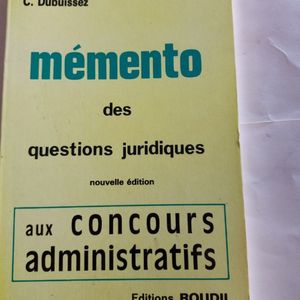 C. Dubuissez
mémento
des
questions juridiques
nouvelle édition
aux concours
administratifs
Editions